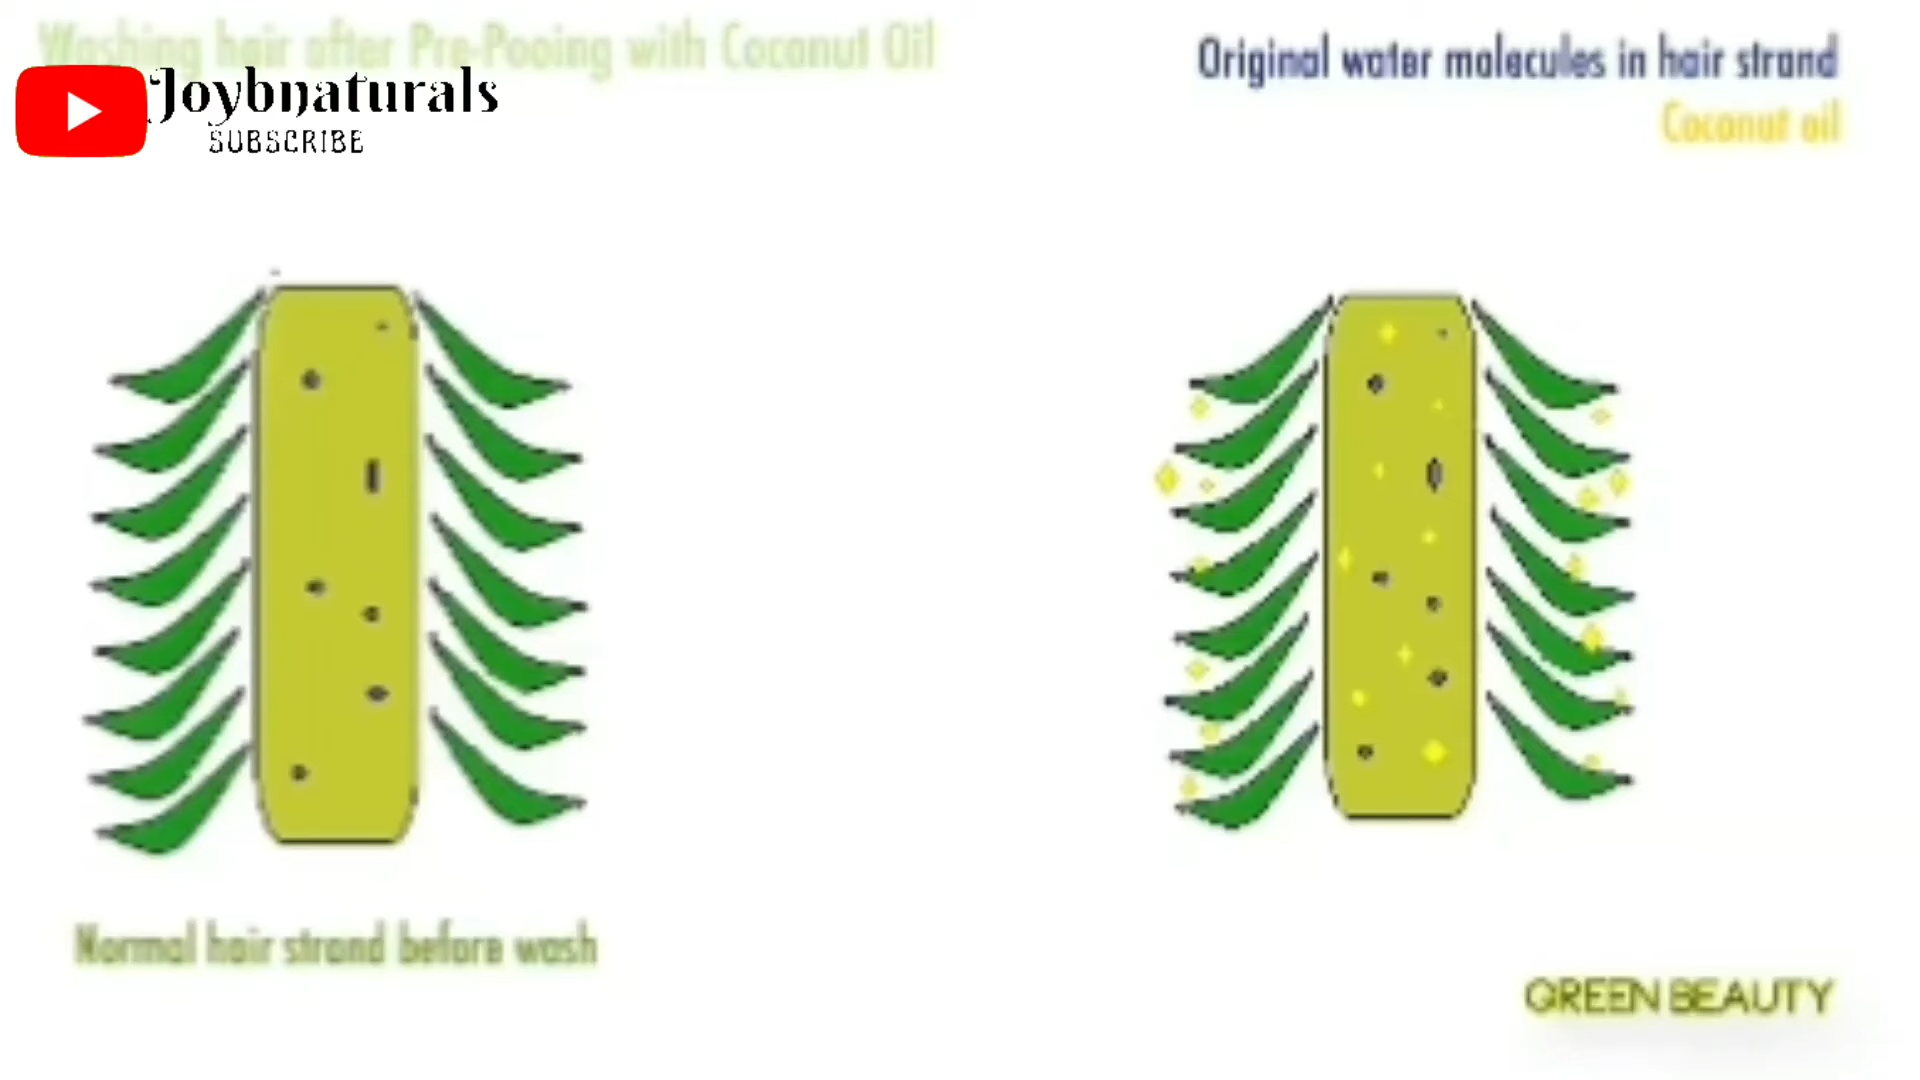 Washing hair after Pre-Pooing with Coconut Oil
Joybnaturals
SUBSCRIBE
Original water molecules in hair strand
Coconut oil
Normal hair strand before wash
GREEN BEAUTY